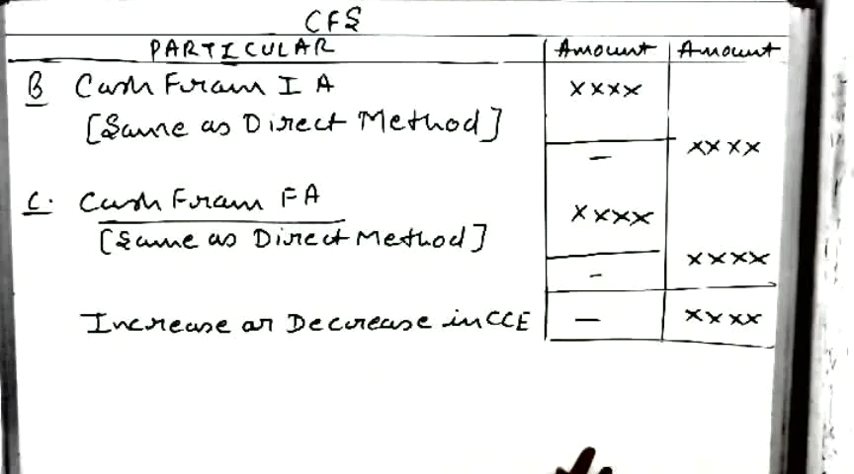 CFS
PARTICULAR Amount Amount
B Cash From I A xxxx
[Same as Direct Method]
— xxxx
C. Cash From FA
xxxx
[Same as Direct Method]
- xxxx
Increase or Decrease in CCE — xxxx